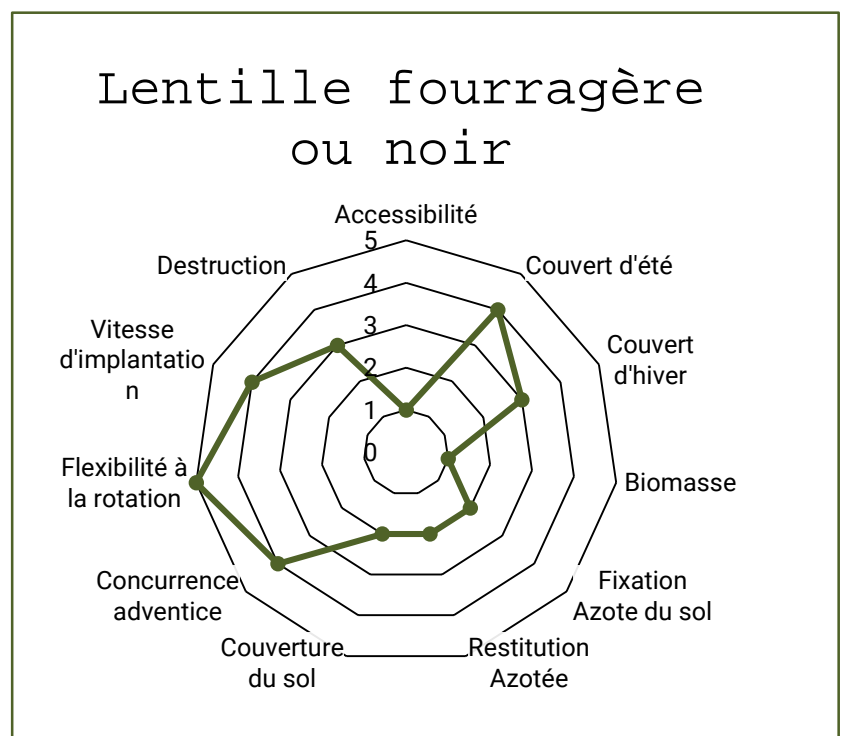 Lentille fourragère
ou noir
Accessibilité
5
Destruction
Couvert d'été
4
3
Vitesse
d'implantatio
n
Couvert
d'hiver
2
1
0
Flexibilité à
la rotation
Biomasse
Concurrence
adventice
Fixation
Azote du sol
Couverture
du sol
Restitution
Azotée